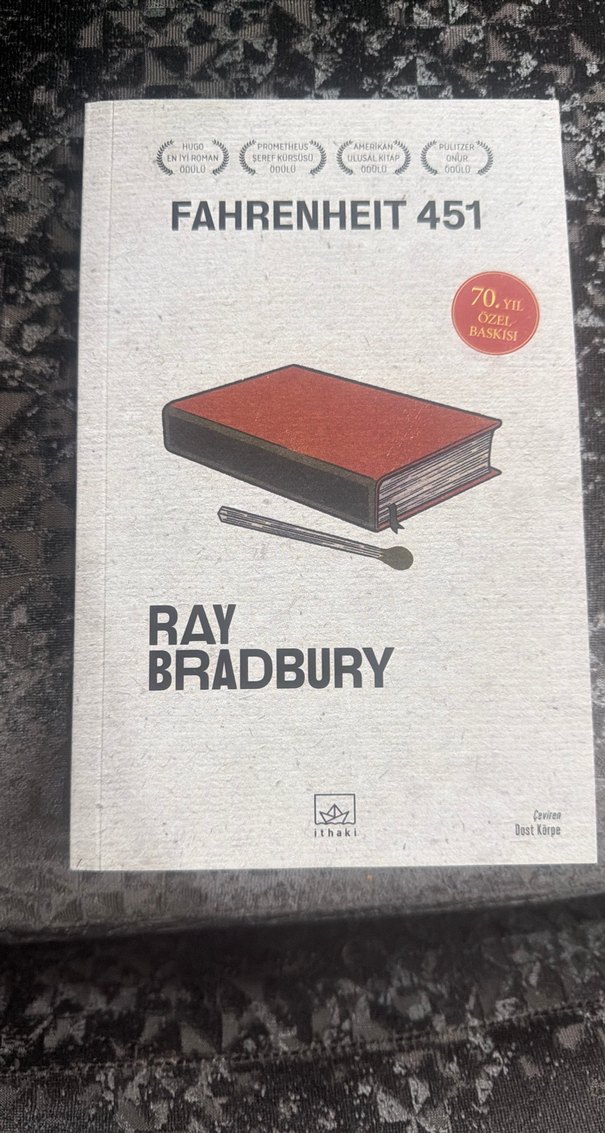 HUGO
EN İYİ ROMAN
ÖDÜLÜ
PROMETHEUS
ŞEREF KÜRSÜSÜ
ÖDÜLÜ
AMERİKAN
ULUSAL KİTAP
ÖDÜLÜ
PULITZER
ONUR
ÖDÜLÜ
FAHRENHEIT 451
70. YIL
ÖZEL
BASKISI
RAY
BRADBURY
ithaki
Çeviren
Dost Körpe